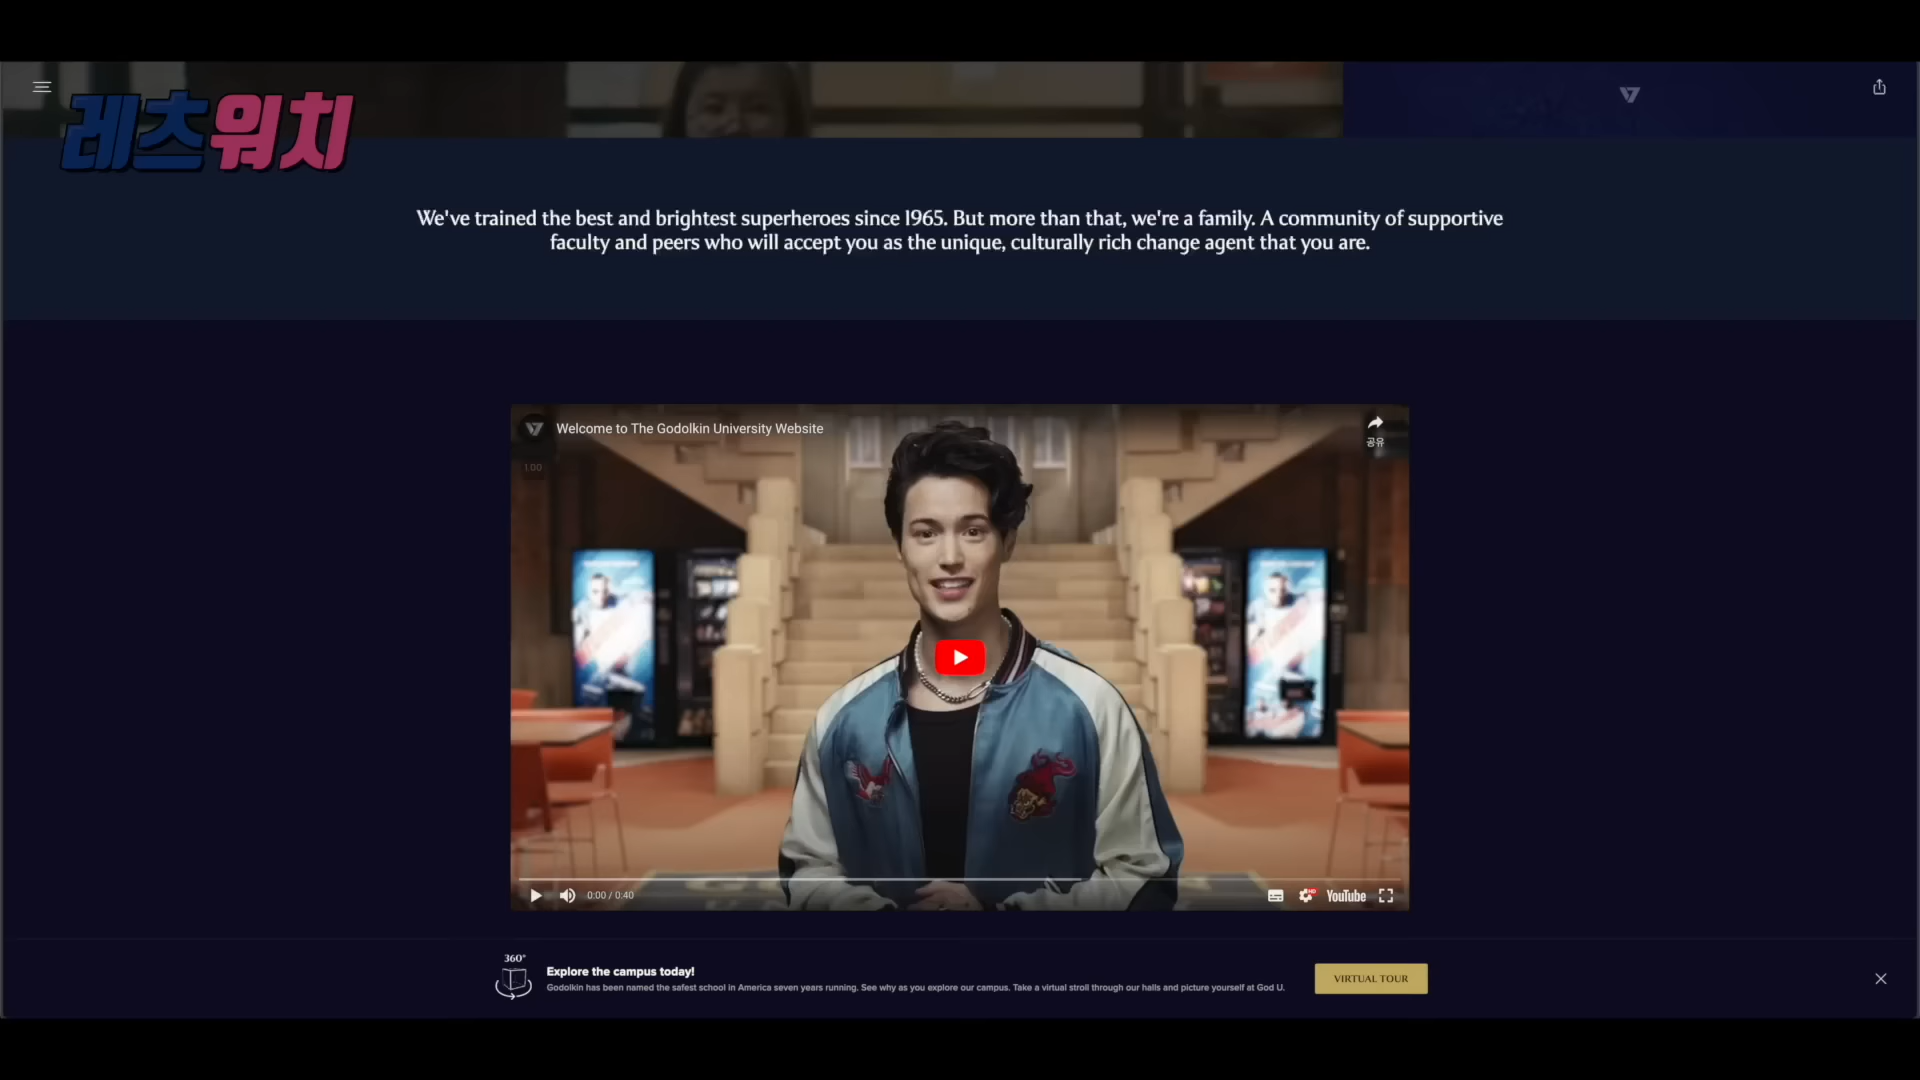 레츠워치
We've trained the best and brightest superheroes since 1965. But more than that, we're a family. A community of supportive
faculty and peers who will accept you as the unique, culturally rich change agent that you are.
Welcome to The Godolkin University Website
공유
1.00
0:00 / 0:40
HD
YouTube
360°
Explore the campus today!
Godolkin has been named the safest school in America seven years running. See why as you explore our campus. Take a virtual stroll through our halls and picture yourself at God U.
VIRTUAL TOUR